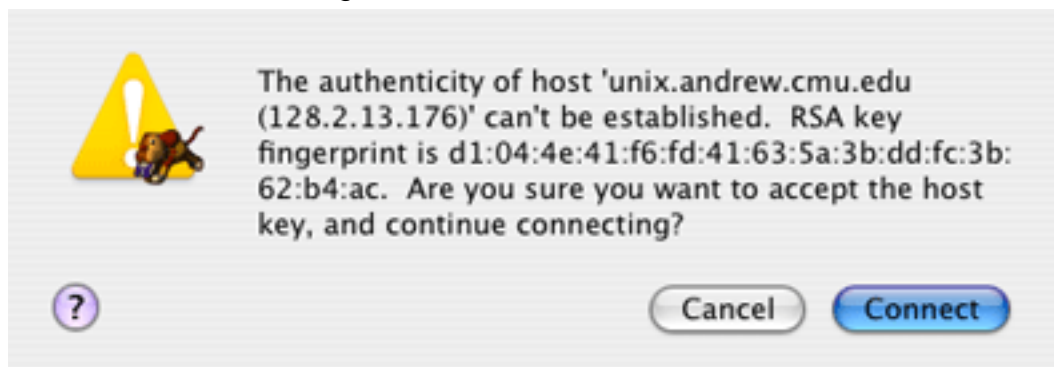 The authenticity of host 'unix.andrew.cmu.edu
(128.2.13.176)' can't be established.  RSA key
fingerprint is d1:04:4e:41:f6:fd:41:63:5a:3b:dd:fc:3b:
62:b4:ac.  Are you sure you want to accept the host
key, and continue connecting?
?
Cancel
Connect